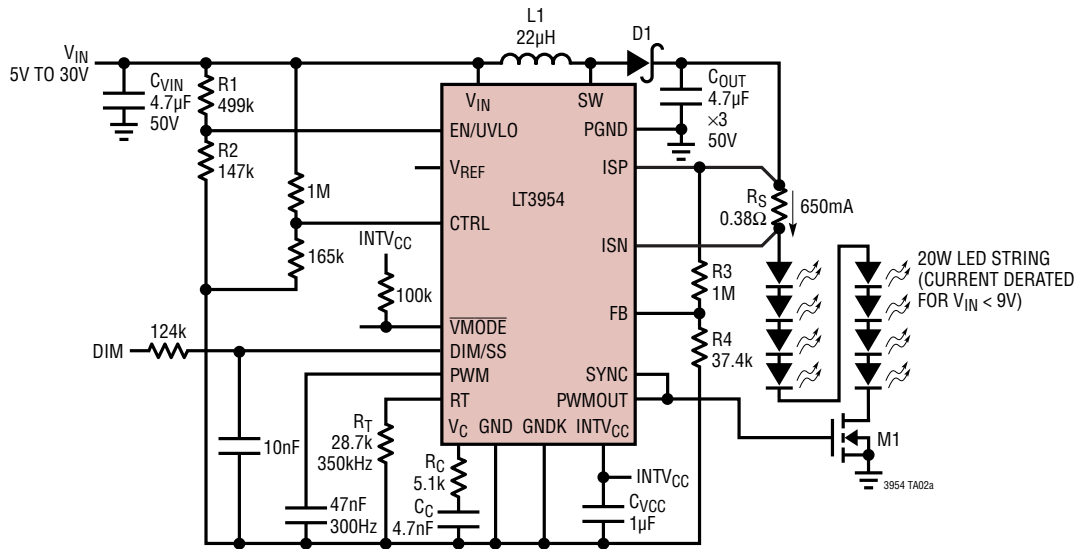 L1
22µH
D1
VIN
5V TO 30V
CVIN
4.7µF
50V
R1
499k
R2
147k
1M
165k
VIN
SW
EN/UVLO
PGND
VREF
ISP
LT3954
CTRL
ISN
INTVCC
100k
FB
VMODE
DIM
124k
DIM/SS
PWM
SYNC
RT
PWMOUT
VC
GND
GNDK
INTVCC
COUT
4.7µF
×3
50V
RS
0.38Ω
650mA
R3
1M
R4
37.4k
20W LED STRING
(CURRENT DERATED
FOR VIN < 9V)
M1
10nF
47nF
300Hz
RT
28.7k
350kHz
RC
5.1k
CC
4.7nF
INTVCC
CVCC
1µF
3954 TA02a